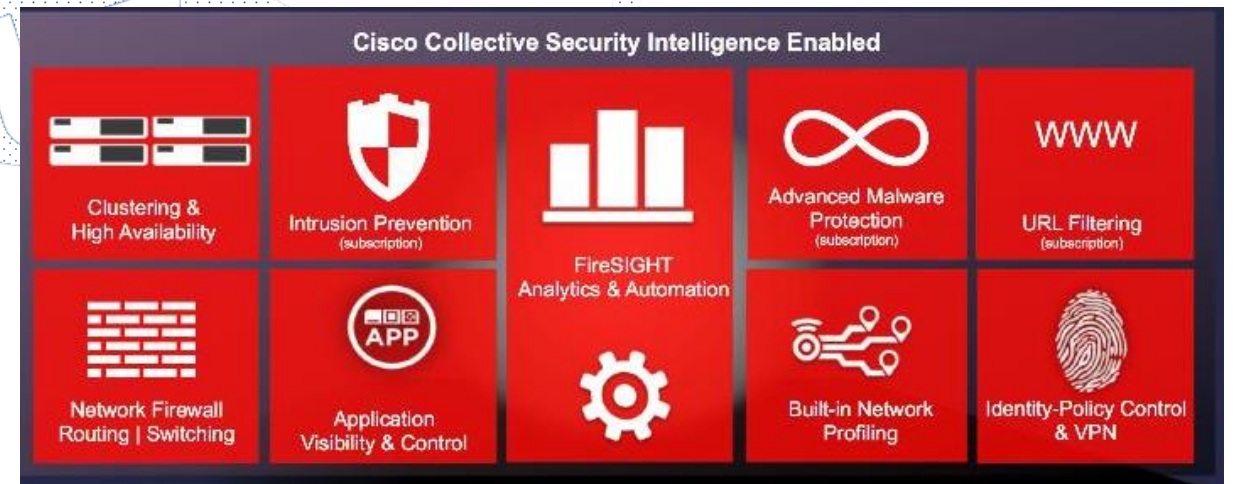 Cisco Collective Security Intelligence Enabled
Clustering &
High Availability
Intrusion Prevention
(subscription)
FireSIGHT
Analytics & Automation
Advanced Malware
Protection
(subscription)
WWW
URL Filtering
(subscription)
Network Firewall
Routing | Switching
APP
Application
Visibility & Control
Built-in Network
Profiling
Identity-Policy Control
& VPN